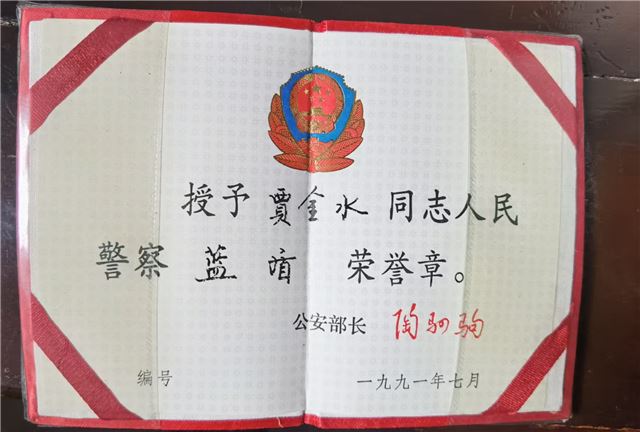 授予 贾金水 同志人民
警察 蓝盾 荣誉章。
公安部长 陶驷驹
编号 一九九一年七月